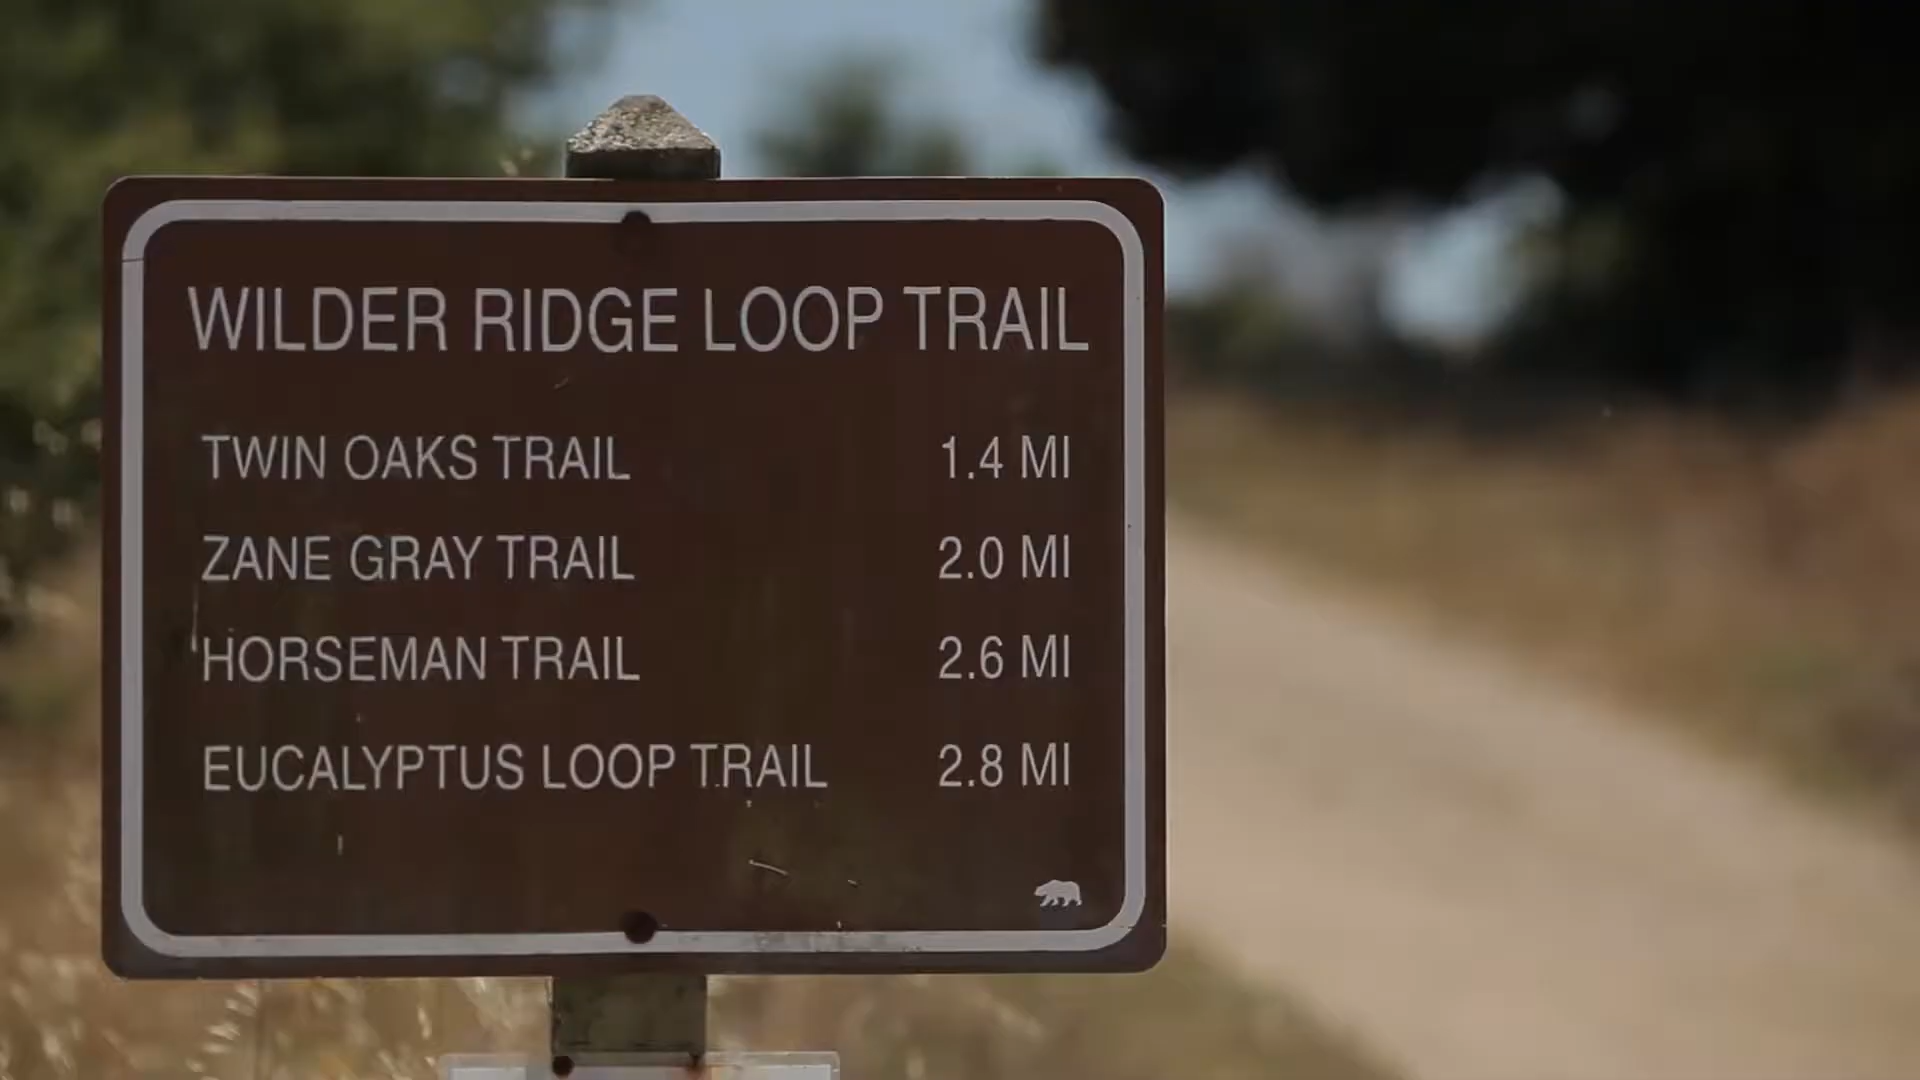 WILDER RIDGE LOOP TRAIL
TWIN OAKS TRAIL 1.4 MI
ZANE GRAY TRAIL 2.0 MI
HORSEMAN TRAIL 2.6 MI
EUCALYPTUS LOOP TRAIL 2.8 MI